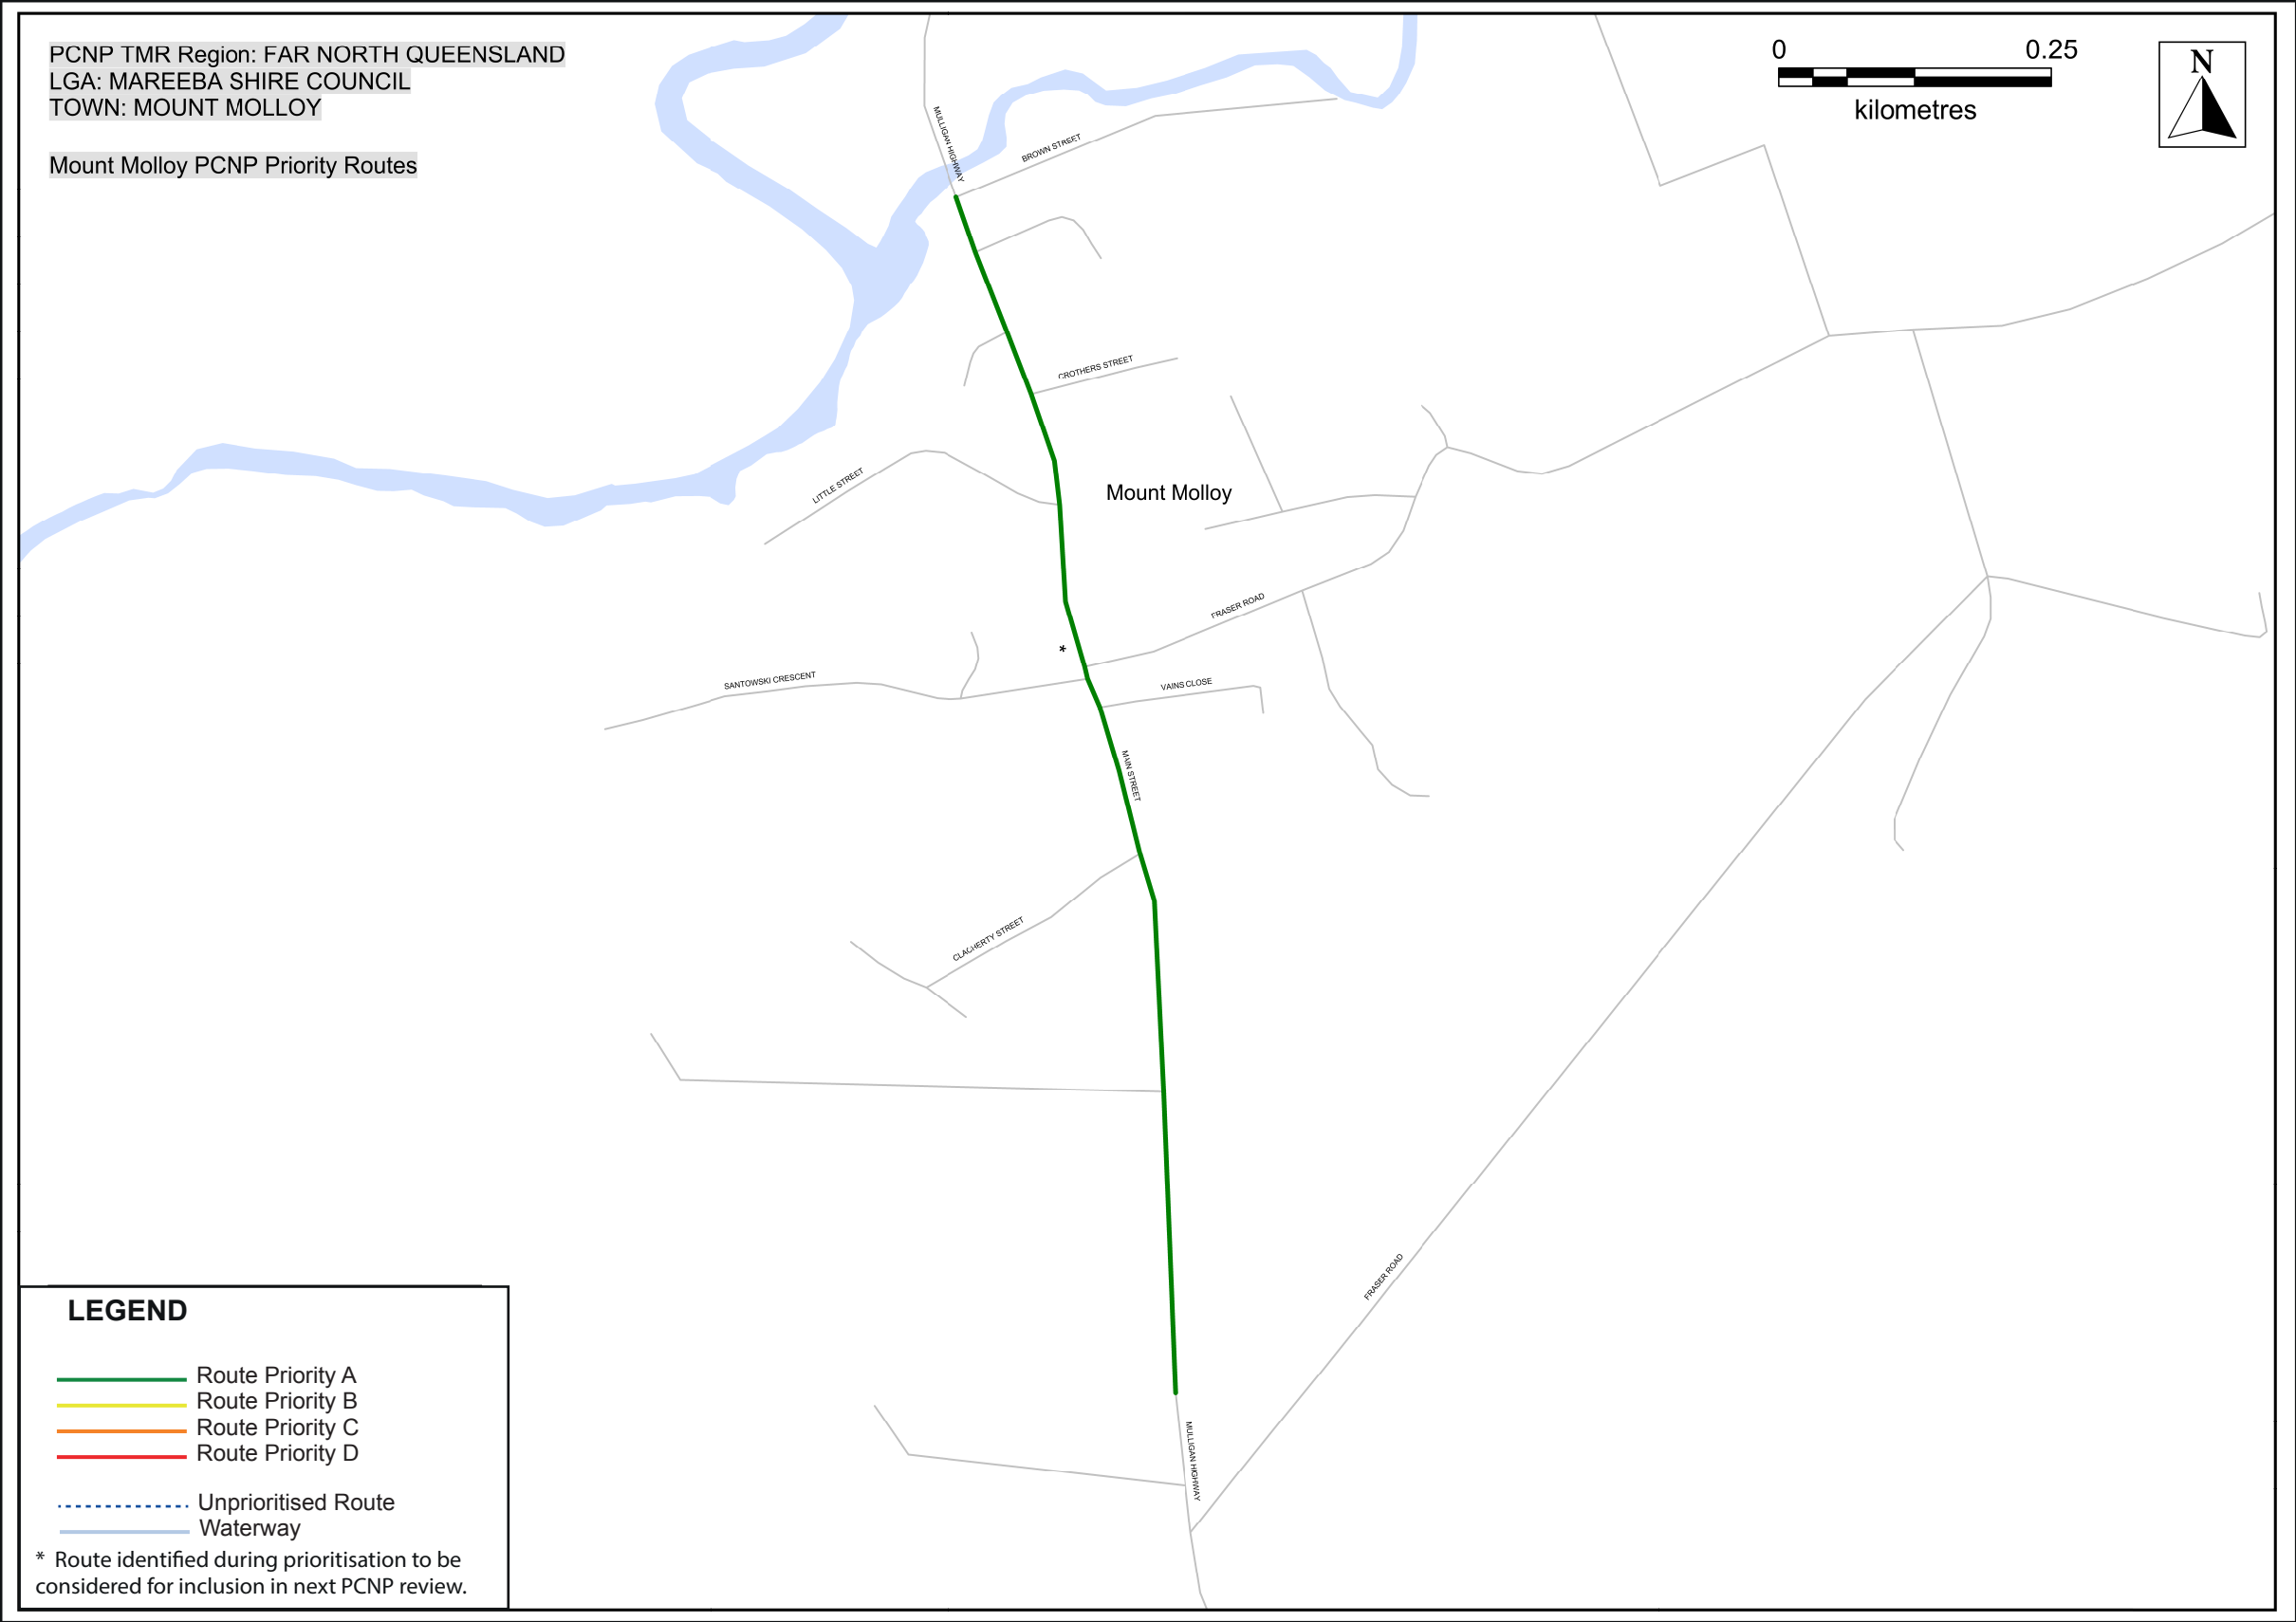 PCNP TMR Region: FAR NORTH QUEENSLAND
LGA: MAREEBA SHIRE COUNCIL
TOWN: MOUNT MOLLOY
Mount Molloy PCNP Priority Routes
0 0.25
kilometres
N
MULLIGAN HIGHWAY
BROWN STREET
CROTHERS STREET
LITTLE STREET
Mount Molloy
FRASER ROAD
*
SANTOWSKI CRESCENT
VAINS CLOSE
MAIN STREET
CLACHERTY STREET
FRASER ROAD
MULLIGAN HIGHWAY
LEGEND
Route Priority A
Route Priority B
Route Priority C
Route Priority D
Unprioritised Route
Waterway
* Route identified during prioritisation to be
considered for inclusion in next PCNP review.